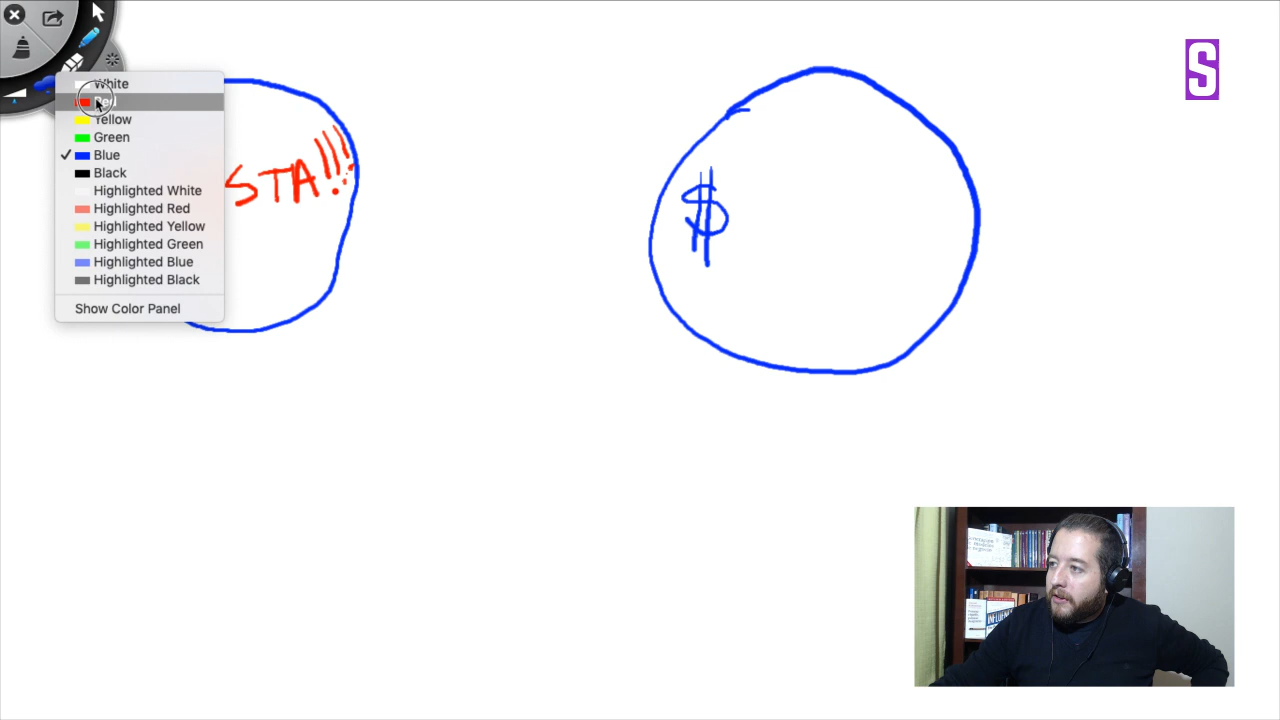 S
White
Red
Yellow
Green
Blue
Black
Highlighted White
Highlighted Red
Highlighted Yellow
Highlighted Green
Highlighted Blue
Highlighted Black
Show Color Panel
STA!!!
$